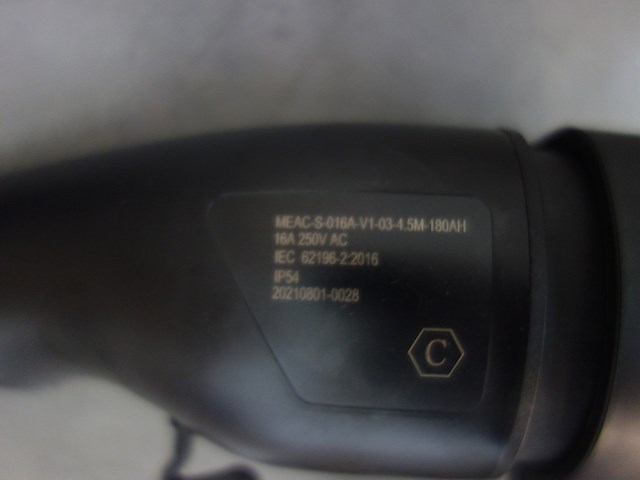 MEAC-S-016A-V1-03-4.5M-180AH
16A 250V AC
IEC 62196-2:2016
IP54
20210801-0028
C